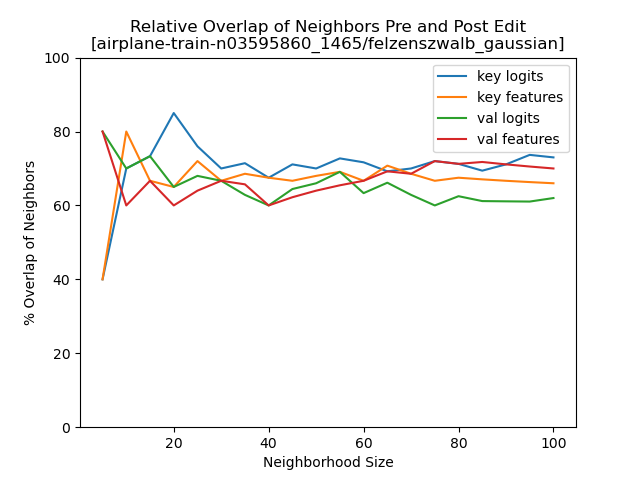 Relative Overlap of Neighbors Pre and Post Edit
[airplane-train-n03595860_1465/felzenszwalb_gaussian]
key logits
key features
val logits
val features
% Overlap of Neighbors
100
80
60
40
20
0
20 40 60 80 100
Neighborhood Size